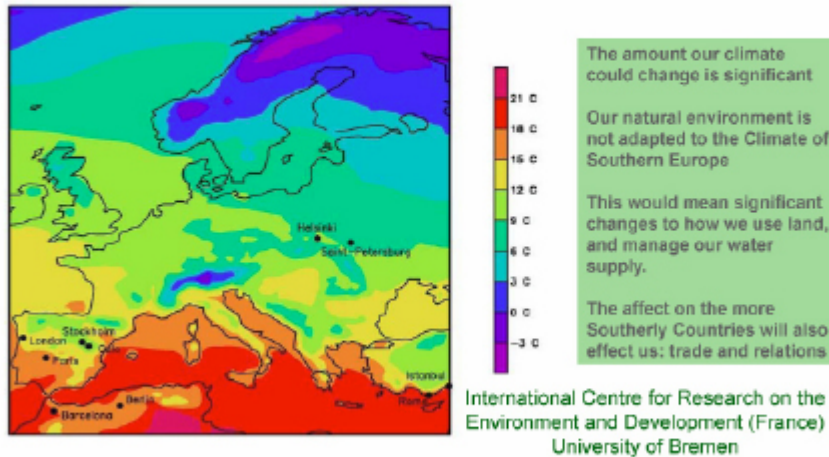 Helsinki
Saint-Petersburg
Stockholm
London
Oslo
Paris
Istanbul
Roma
Barcelona
Berlin
21 C
18 C
15 C
12 C
9 C
6 C
3 C
0 C
-3 C
The amount our climate
could change is significant
Our natural environment is
not adapted to the Climate of
Southern Europe
This would mean significant
changes to how we use land,
and manage our water
supply.
The affect on the more
Southerly Countries will also
effect us: trade and relations
International Centre for Research on the
Environment and Development (France)
University of Bremen